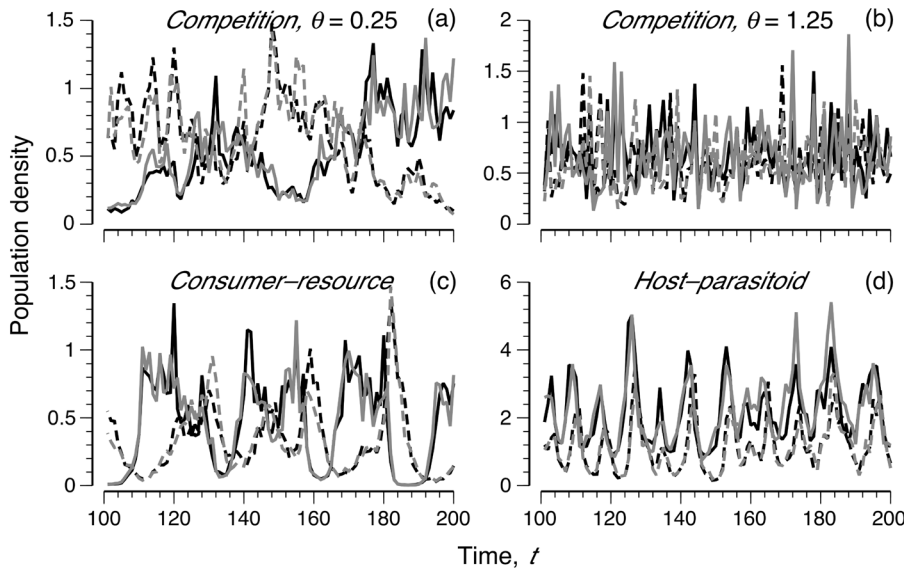 Competition, θ = 0.25 (a)
Competition, θ = 1.25 (b)
1.5
1
0.5
0
2
1.5
1
0.5
0
Population density
Consumer–resource (c)
Host–parasitoid (d)
1.5
1
0.5
0
6
4
2
0
100 120 140 160 180 200
100 120 140 160 180 200
Time, t